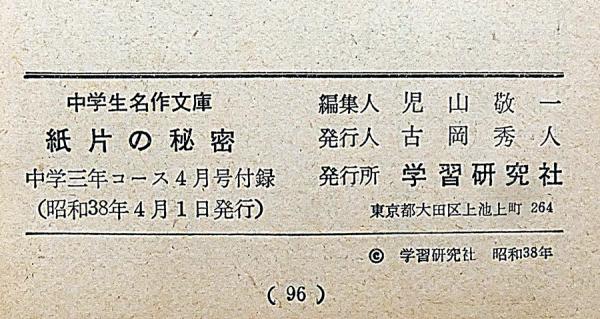 中学生名作文庫
紙片の秘密
中学三年コース4月号付録
(昭和38年4月1日発行)
編集人 児山敬一
発行人 古岡秀人
発行所 学習研究社
東京都大田区上池上町 264
© 学習研究社 昭和38年
( 96 )